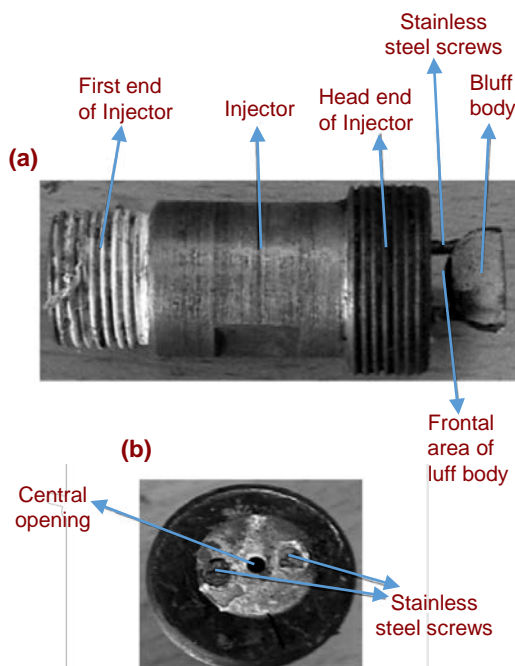 Stainless
steel screws
First end
of Injector
Injector
Head end
of Injector
Bluff
body
(a)
Frontal
area of
luff body
(b)
Central
opening
Stainless
steel screws